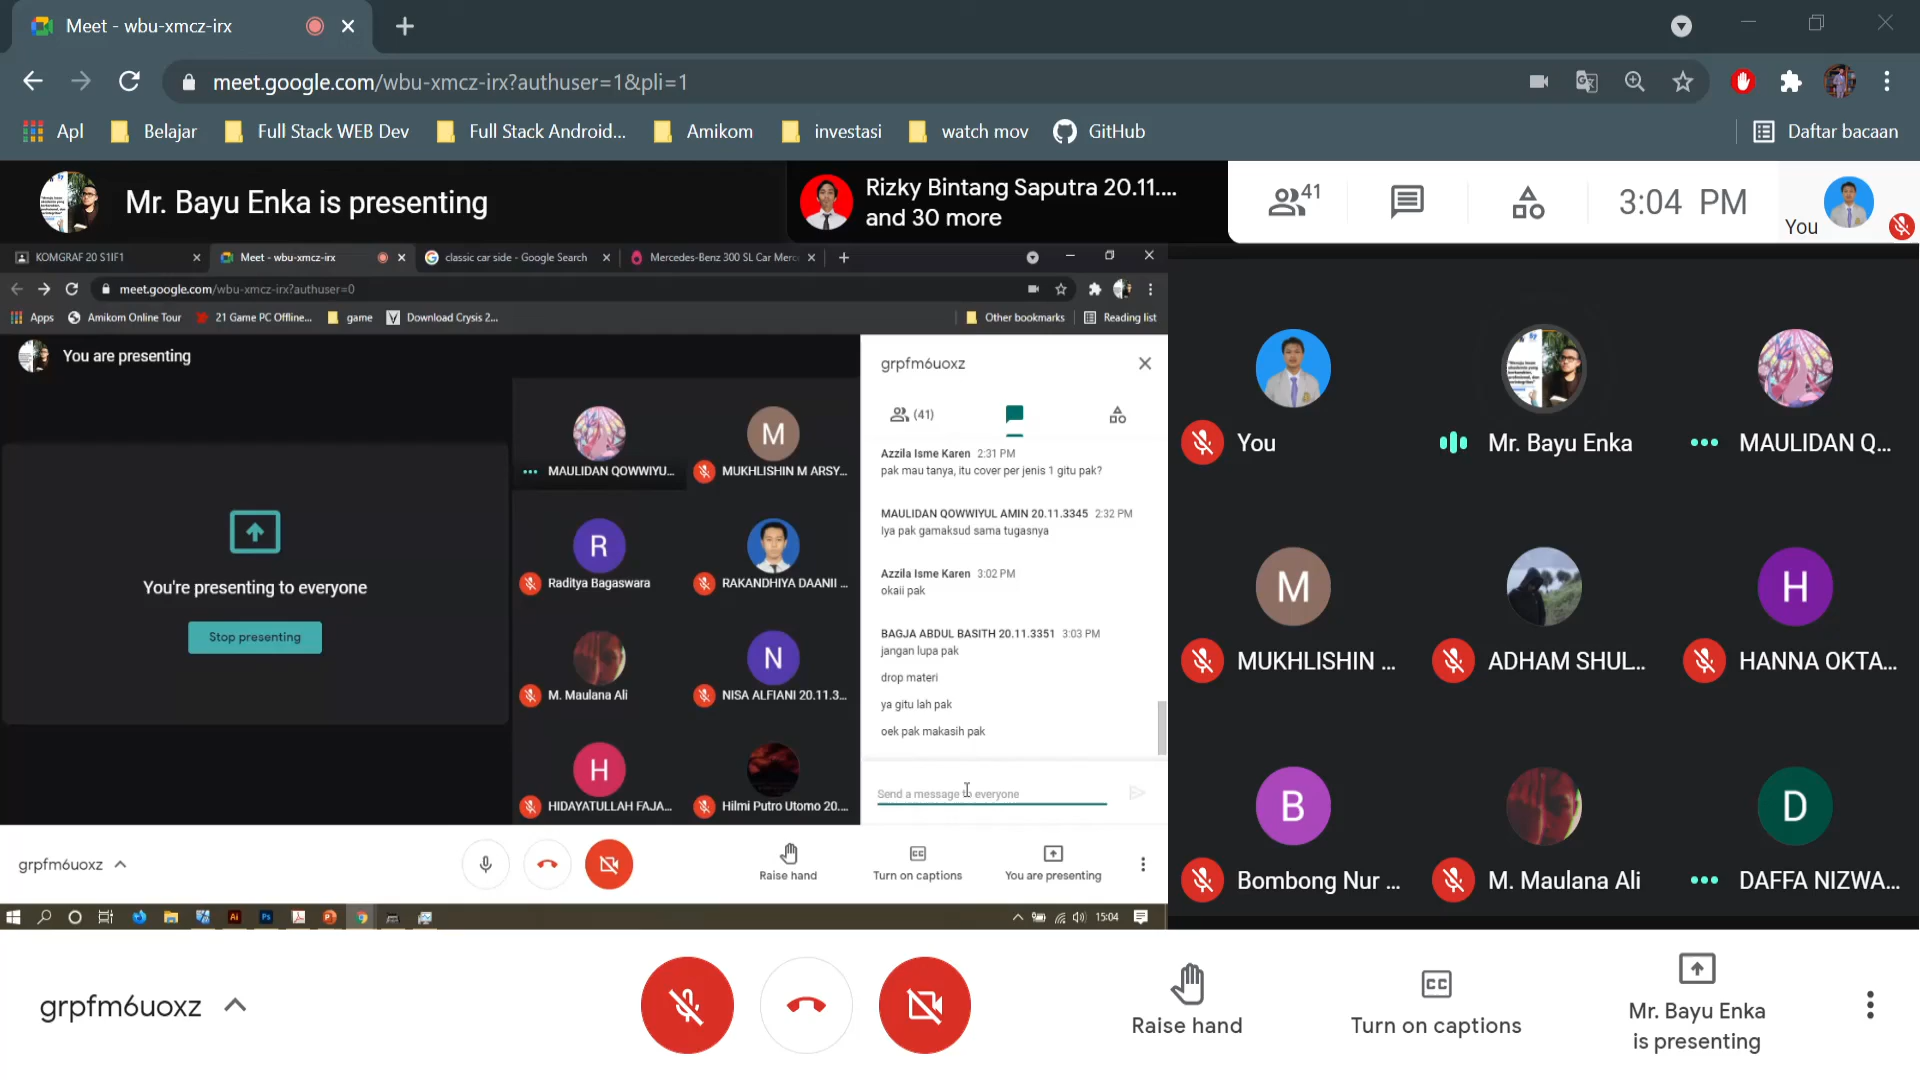 Meet - wbu-xmcz-irx
meet.google.com/wbu-xmcz-irx?authuser=1&pli=1
Apl
Belajar
Full Stack WEB Dev
Full Stack Android...
Amikom
investasi
watch mov
GitHub
Daftar bacaan
Mr. Bayu Enka is presenting
Rizky Bintang Saputra 20.11....
and 30 more
41
3:04 PM
You
KOMGRAF 20 S1IF1
Meet - wbu-xmcz-irx
classic car side - Google Search
Mercedes-Benz 300 SL Car Merc
meet.google.com/wbu-xmcz-irx?authuser=0
Apps
Amikom Online Tour
21 Game PC Offline...
game
Download Crysis 2...
Other bookmarks
Reading list
You are presenting
You're presenting to everyone
Stop presenting
MAULIDAN QOWWIYU...
M
MUKHLISHIN M ARSY...
R
Raditya Bagaswara
RAKANDHIYA DAANII ...
M. Maulana Ali
N
NISA ALFIANI 20.11.3...
H
HIDAYATULLAH FAJA...
Hilmi Putro Utomo 20....
grpfm6uoxz
(41)
Azzila Isme Karen 2:31 PM
pak mau tanya, itu cover per jenis 1 gitu pak?
MAULIDAN QOWWIYUL AMIN 20.11.3345 2:32 PM
Iya pak gamaksud sama tugasnya
Azzila Isme Karen 3:02 PM
okaii pak
BAGJA ABDUL BASITH 20.11.3351 3:03 PM
jangan lupa pak
drop materi
ya gitu lah pak
oek pak makasih pak
Send a message to everyone
grpfm6uoxz
Raise hand
CC
Turn on captions
You are presenting
Ai
Ps
15:04
You
Mr. Bayu Enka
MAULIDAN Q...
M
MUKHLISHIN ...
ADHAM SHUL...
H
HANNA OKTA...
B
Bombong Nur ...
M. Maulana Ali
D
DAFFA NIZWA...
grpfm6uoxz
Raise hand
CC
Turn on captions
Mr. Bayu Enka
is presenting